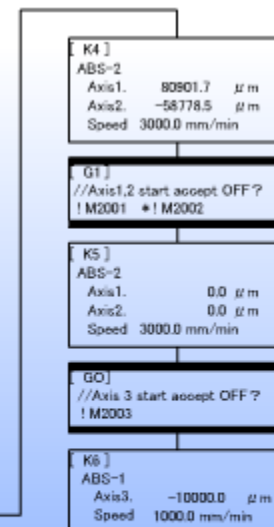 [ K4 ]
ABS-2
Axis1. 80901.7 μm
Axis2. -58778.5 μm
Speed 3000.0 mm/min
[ G1 ]
//Axis1,2 start accept OFF?
! M2001 *! M2002
[ K5 ]
ABS-2
Axis1. 0.0 μm
Axis2. 0.0 μm
Speed 3000.0 mm/min
[ GO ]
//Axis 3 start accept OFF?
! M2003
[ K6 ]
ABS-1
Axis3. -10000.0 μm
Speed 1000.0 mm/min